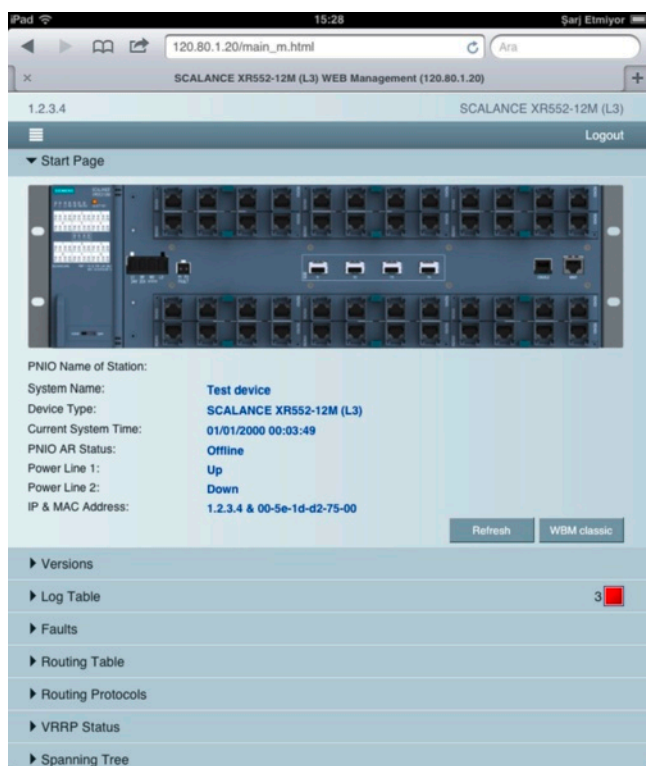 iPad 15:28 Şarj Etmiyor
120.80.1.20/main_m.html Ara
SCALANCE XR552-12M (L3) WEB Management (120.80.1.20)
1.2.3.4 SCALANCE XR552-12M (L3)
Logout
Start Page
PNIO Name of Station:
System Name: Test device
Device Type: SCALANCE XR552-12M (L3)
Current System Time: 01/01/2000 00:03:49
PNIO AR Status: Offline
Power Line 1: Up
Power Line 2: Down
IP & MAC Address: 1.2.3.4 & 00-5e-1d-d2-75-00
Refresh WBM classic
Versions
Log Table 3
Faults
Routing Table
Routing Protocols
VRRP Status
Spanning Tree